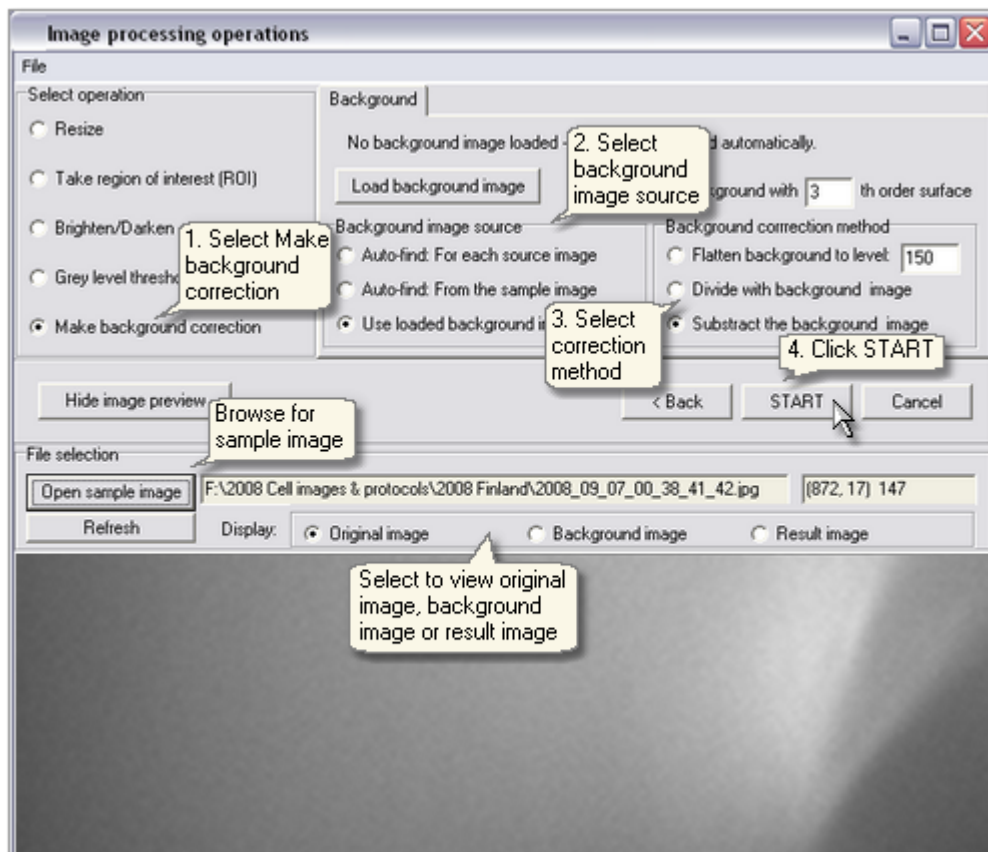 Image processing operations
File
Select operation
Resize
Take region of interest (ROI)
Brighten/Darken
Grey level thresho
Make background correction
1. Select Make
background
correction
Background
No background image loaded -
d automatically.
2. Select
background
image source
Load background image
ground with 3 th order surface
Background image source
Auto-find: For each source image
Auto-find: From the sample image
Use loaded background i
Background correction method
Flatten background to level: 150
Divide with background image
Substract the background image
3. Select
correction
method
4. Click START
Hide image preview
< Back
START
Cancel
Browse for
sample image
File selection
Open sample image
F:\2008 Cell images & protocols\2008 Finland\2008_09_07_00_38_41_42.jpg
(872, 17) 147
Refresh
Display:
Original image
Background image
Result image
Select to view original
image, background
image or result image